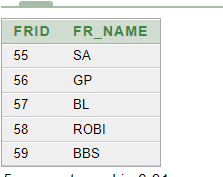 FRID FR_NAME
55 SA
56 GP
57 BL
58 ROBI
59 BBS